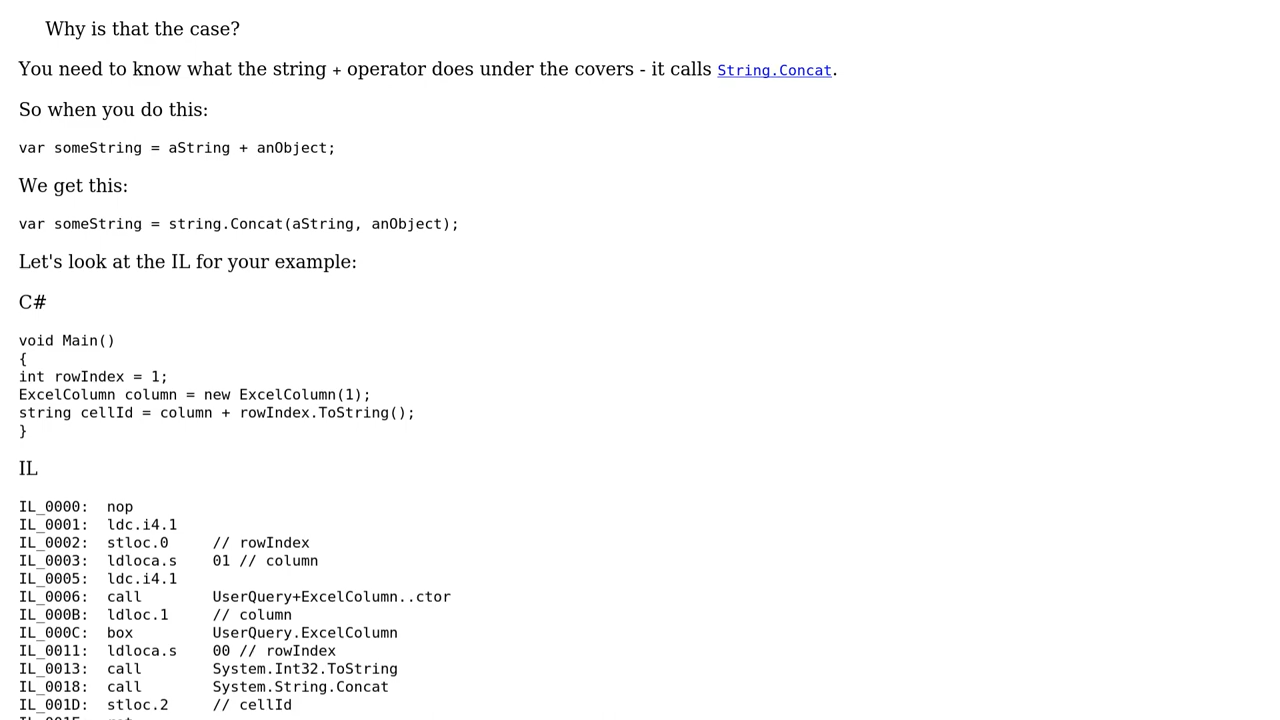 Why is that the case?
You need to know what the string + operator does under the covers - it calls String.Concat.
So when you do this:
var someString = aString + anObject;
We get this:
var someString = string.Concat(aString, anObject);
Let's look at the IL for your example:
C#
void Main()
{
int rowIndex = 1;
ExcelColumn column = new ExcelColumn(1);
string cellId = column + rowIndex.ToString();
}
IL
IL_0000:  nop
IL_0001:  ldc.i4.1
IL_0002:  stloc.0     // rowIndex
IL_0003:  ldloca.s    01 // column
IL_0005:  ldc.i4.1
IL_0006:  call        UserQuery+ExcelColumn..ctor
IL_000B:  ldloc.1     // column
IL_000C:  box         UserQuery.ExcelColumn
IL_0011:  ldloca.s    00 // rowIndex
IL_0013:  call        System.Int32.ToString
IL_0018:  call        System.String.Concat
IL_001D:  stloc.2     // cellId